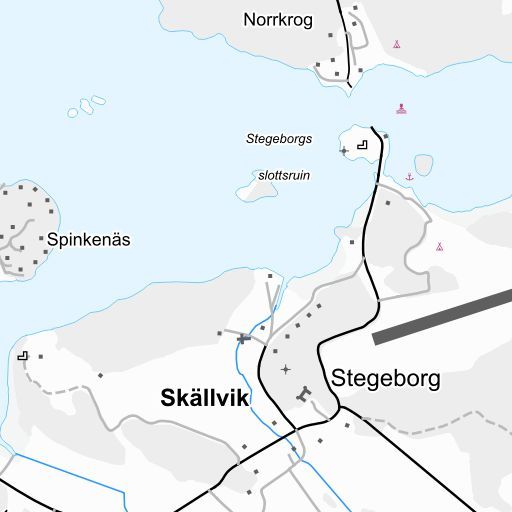 Norrkrog
Stegeborgs
slottsruin
Spinkenäs
Stegeborg
Skällvik